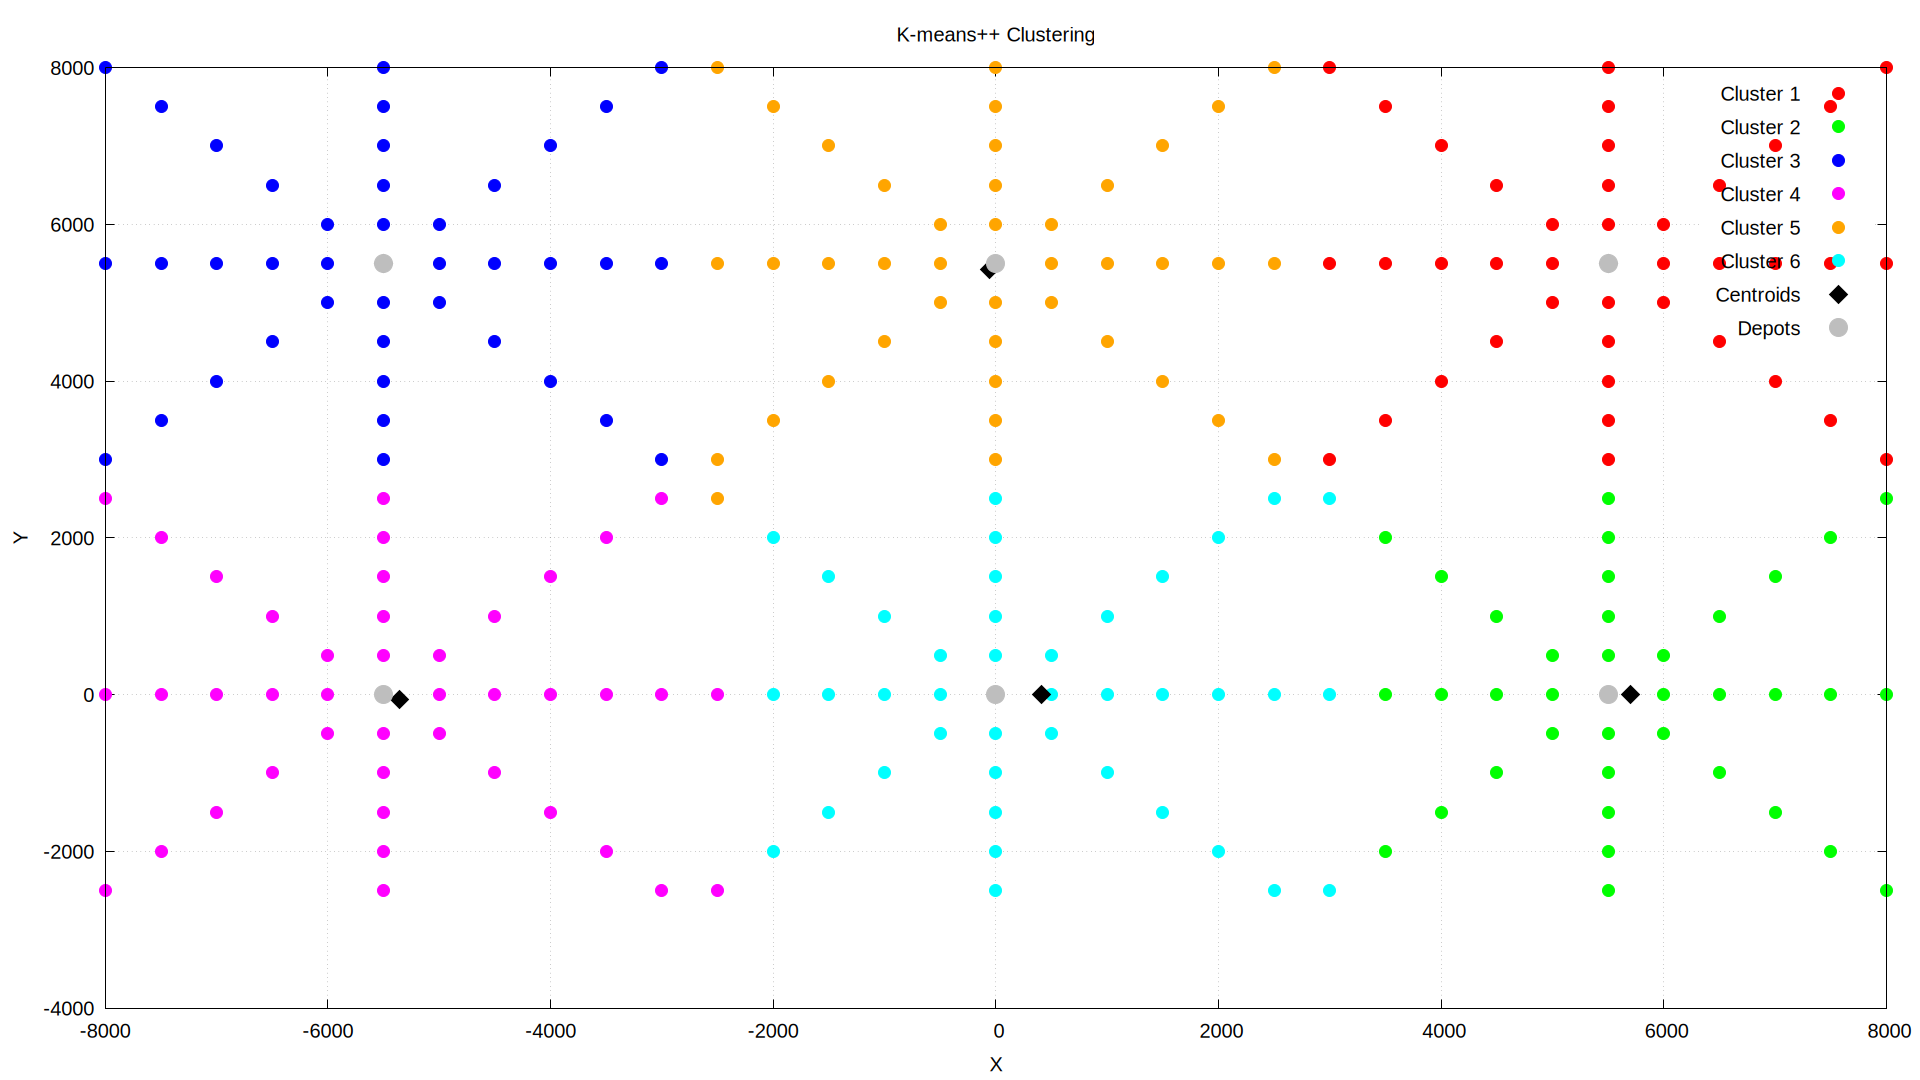 K-means++ Clustering
8000
6000
4000
2000
0
-2000
-4000
Y
Cluster 1
Cluster 2
Cluster 3
Cluster 4
Cluster 5
Cluster 6
Centroids
Depots
-8000 -6000 -4000 -2000 0 2000 4000 6000 8000
X